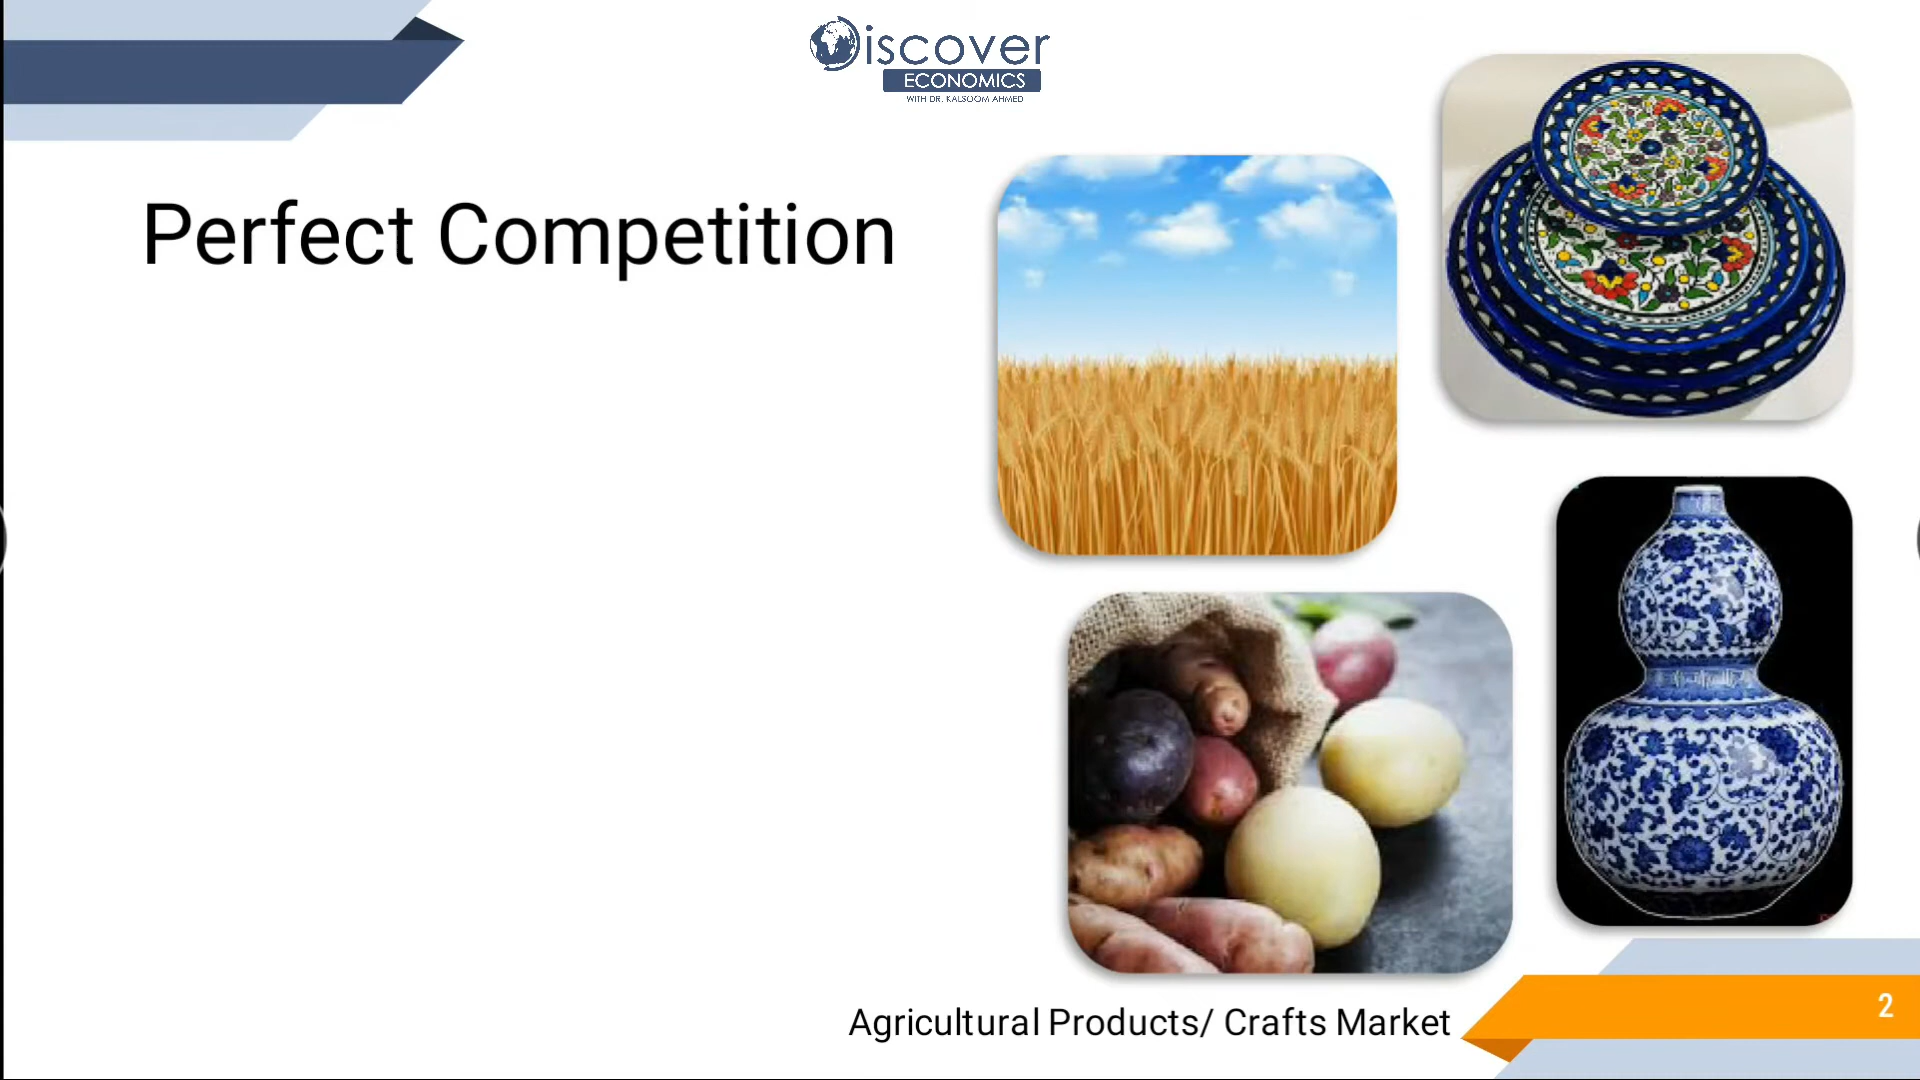 Discover
ECONOMICS
WITH DR. KALSOOM AHMED
Perfect Competition
Agricultural Products/ Crafts Market
2